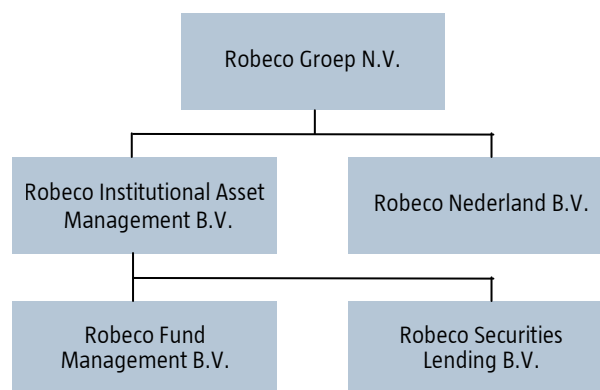 Robeco Groep N.V.
Robeco Institutional Asset
Management B.V.
Robeco Nederland B.V.
Robeco Fund
Management B.V.
Robeco Securities
Lending B.V.